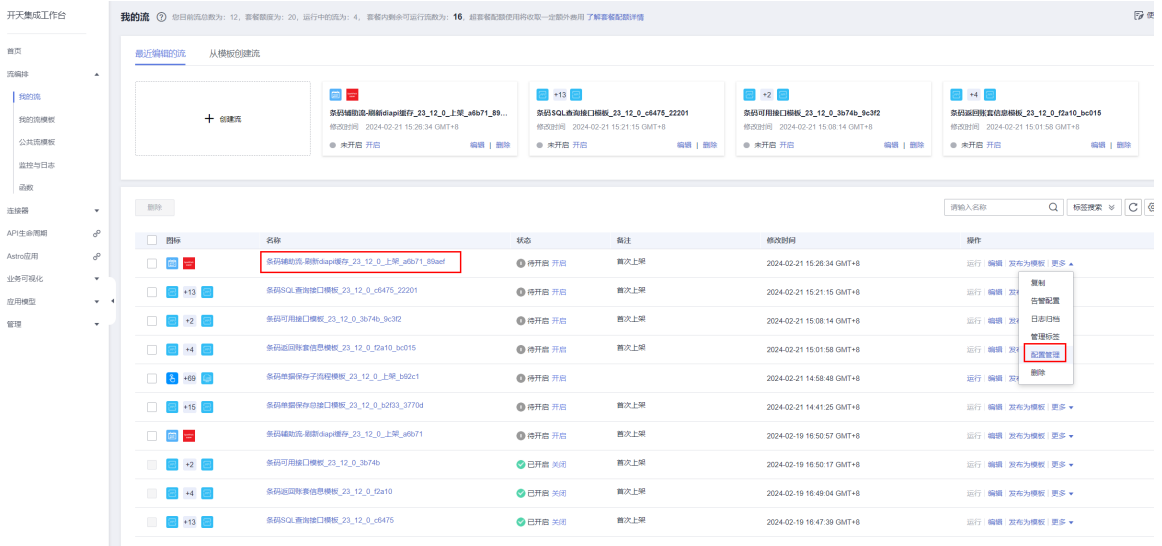 开天集成工作台
我的流 您目前流总数为：12，套餐额度为：20，运行中的流为：4， 套餐内剩余可运行流数为：16，超套餐配额使用将收取一定额外费用 了解套餐配额详情
首页
流编排
我的流
我的流模板
公共流模板
监控与日志
函数
连接器
API生命周期
Astro应用
业务可视化
应用模型
管理
最近编辑的流 从模板创建流
+ 创建流
条码辅助流-刷新diapi缓存_23_12_0_上架_a6b71_89...
修改时间 2024-02-21 15:26:34 GMT+8
未开启 开启 编辑 | 删除
+13
条码SQL查询接口模板_23_12_0_c6475_22201
修改时间 2024-02-21 15:21:15 GMT+8
未开启 开启 编辑 | 删除
+2
条码可用接口模板_23_12_0_3b74b_9c3f2
修改时间 2024-02-21 15:08:14 GMT+8
未开启 开启 编辑 | 删除
+4
条码返回账套信息模板_23_12_0_f2a10_bc015
修改时间 2024-02-21 15:01:58 GMT+8
未开启 开启 编辑 | 删除
删除 请输入名称 标签搜索
图标 名称 状态 备注 修改时间 操作
条码辅助流-刷新diapi缓存_23_12_0_上架_a6b71_89aef 待开启 开启 首次上架 2024-02-21 15:26:34 GMT+8 运行 编辑 发布为模板 更多
+13 条码SQL查询接口模板_23_12_0_c6475_22201 待开启 开启 首次上架 2024-02-21 15:21:15 GMT+8 运行 编辑
+2 条码可用接口模板_23_12_0_3b74b_9c3f2 待开启 开启 首次上架 2024-02-21 15:08:14 GMT+8 运行 编辑
+4 条码返回账套信息模板_23_12_0_f2a10_bc015 待开启 开启 首次上架 2024-02-21 15:01:58 GMT+8 运行 编辑
+69 条码单据保存子流程模板_23_12_0_上架_b92c1 待开启 开启 2024-02-21 14:58:48 GMT+8 运行 编辑
复制
告警配置
日志归档
管理标签
配置管理
删除
+15 条码单据保存总接口模板_23_12_0_b2f33_3770d 待开启 开启 首次上架 2024-02-21 14:41:25 GMT+8 运行 编辑 发布为模板 更多
条码辅助流-刷新diapi缓存_23_12_0_上架_a6b71 待开启 开启 首次上架 2024-02-19 16:50:57 GMT+8 运行 编辑 发布为模板 更多
+2 条码可用接口模板_23_12_0_3b74b 已开启 关闭 首次上架 2024-02-19 16:50:17 GMT+8 运行 编辑 发布为模板 更多
+4 条码返回账套信息模板_23_12_0_f2a10 已开启 关闭 首次上架 2024-02-19 16:49:04 GMT+8 运行 编辑 发布为模板 更多
+13 条码SQL查询接口模板_23_12_0_c6475 已开启 关闭 首次上架 2024-02-19 16:47:39 GMT+8 运行 编辑 发布为模板 更多